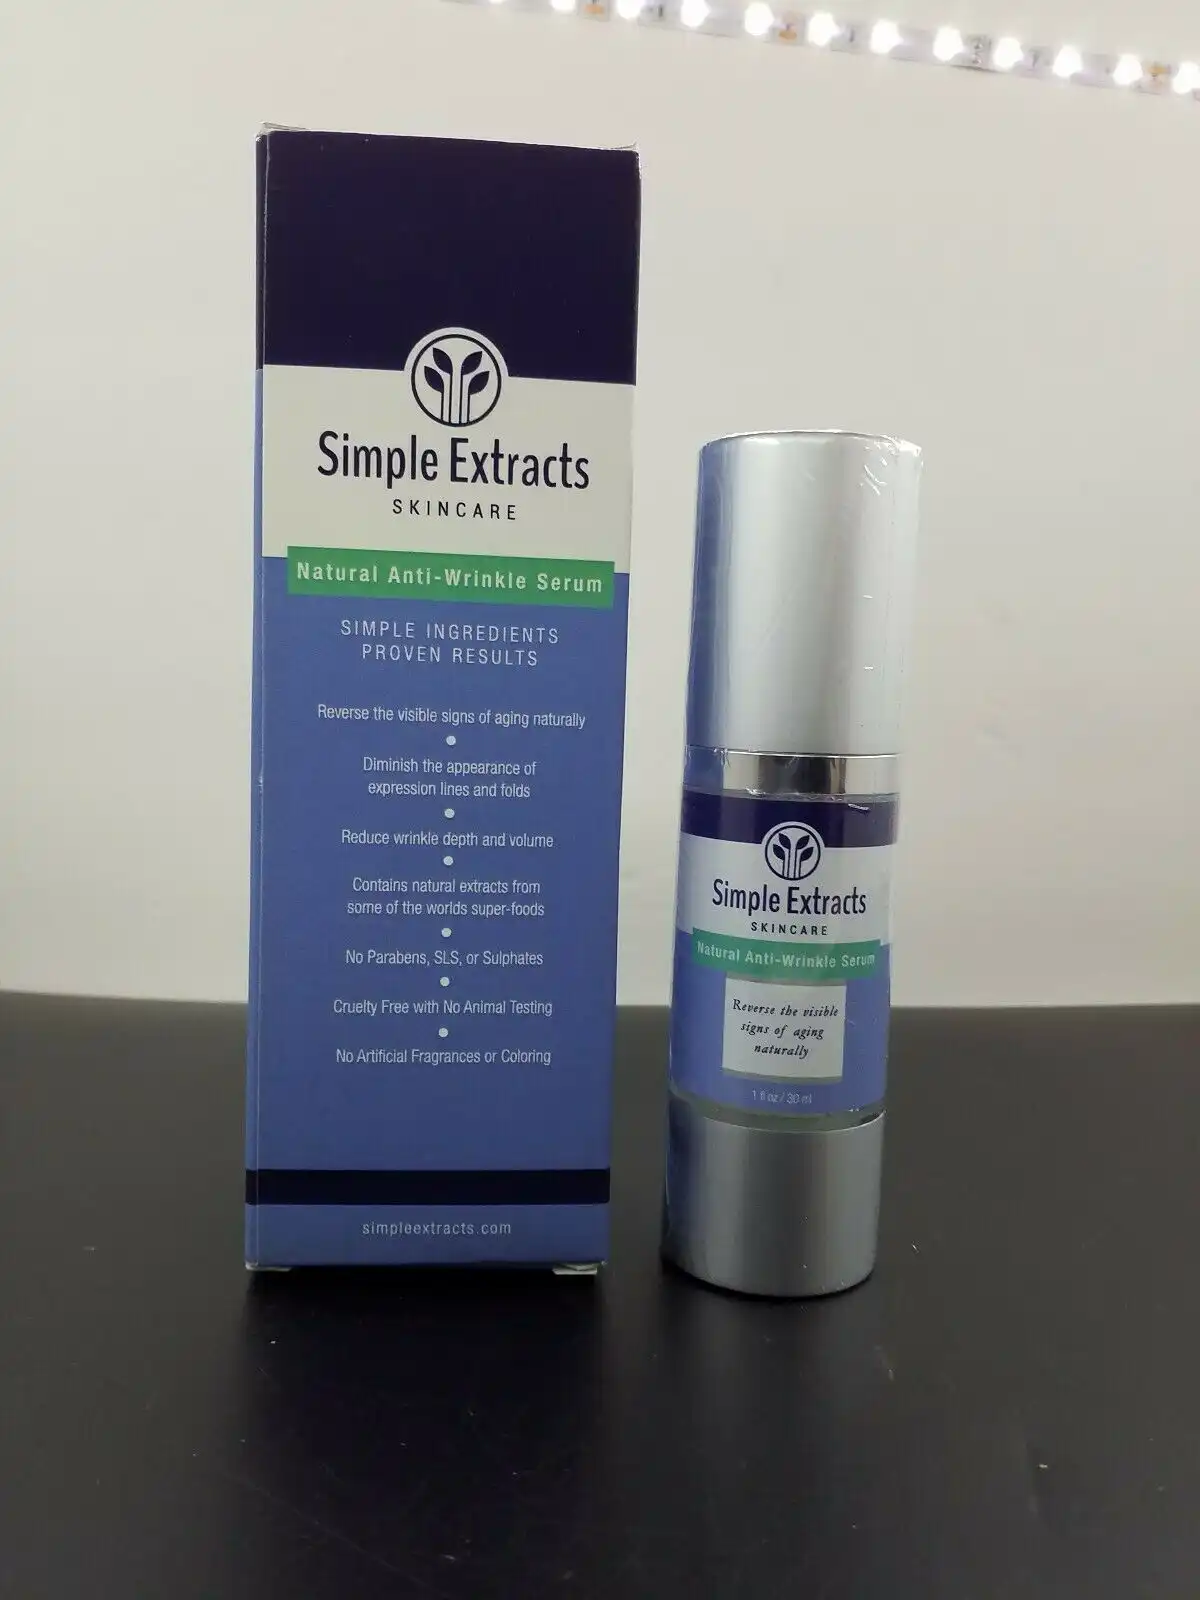 Simple Extracts
SKINCARE
Natural Anti-Wrinkle Serum
SIMPLE INGREDIENTS
PROVEN RESULTS
Reverse the visible signs of aging naturally
Diminish the appearance of
expression lines and folds
Reduce wrinkle depth and volume
Contains natural extracts from
some of the worlds super-foods
No Parabens, SLS, or Sulphates
Cruelty Free with No Animal Testing
No Artificial Fragrances or Coloring
simpleextracts.com
Simple Extracts
SKINCARE
Natural Anti-Wrinkle Serum
Reverse the visible
signs of aging
naturally
1 fl oz / 30 ml